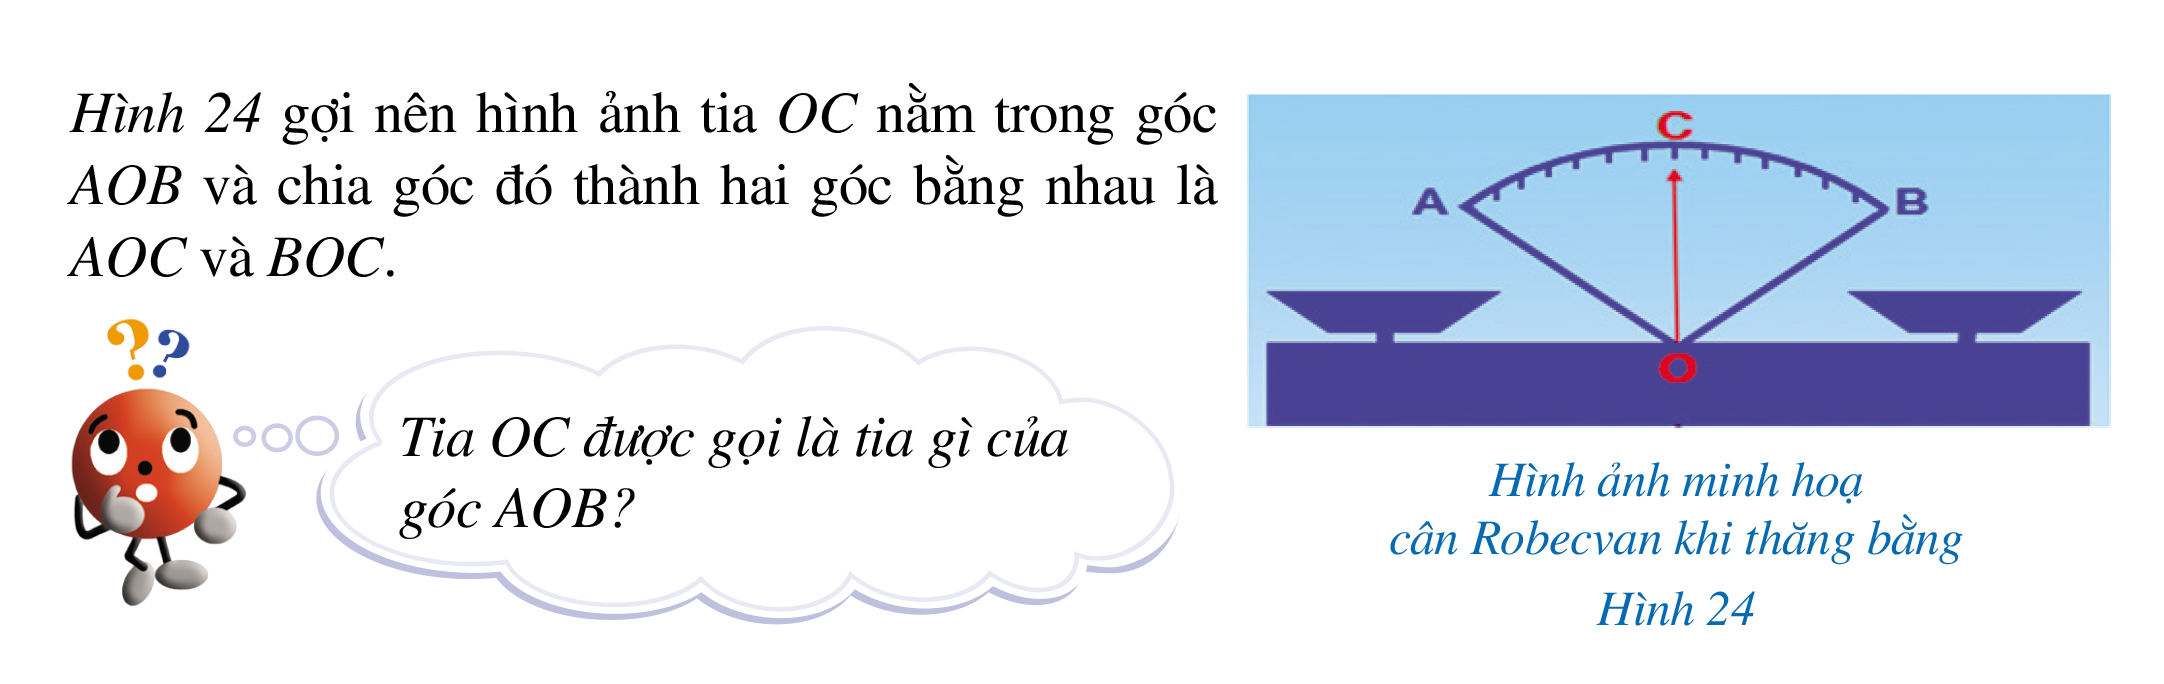 Hình 24 gợi nên hình ảnh tia OC nằm trong góc
AOB và chia góc đó thành hai góc bằng nhau là
AOC và BOC.
??
Tia OC được gọi là tia gì của
góc AOB?
C
A
B
O
Hình ảnh minh hoạ
cân Robecvan khi thăng bằng
Hình 24